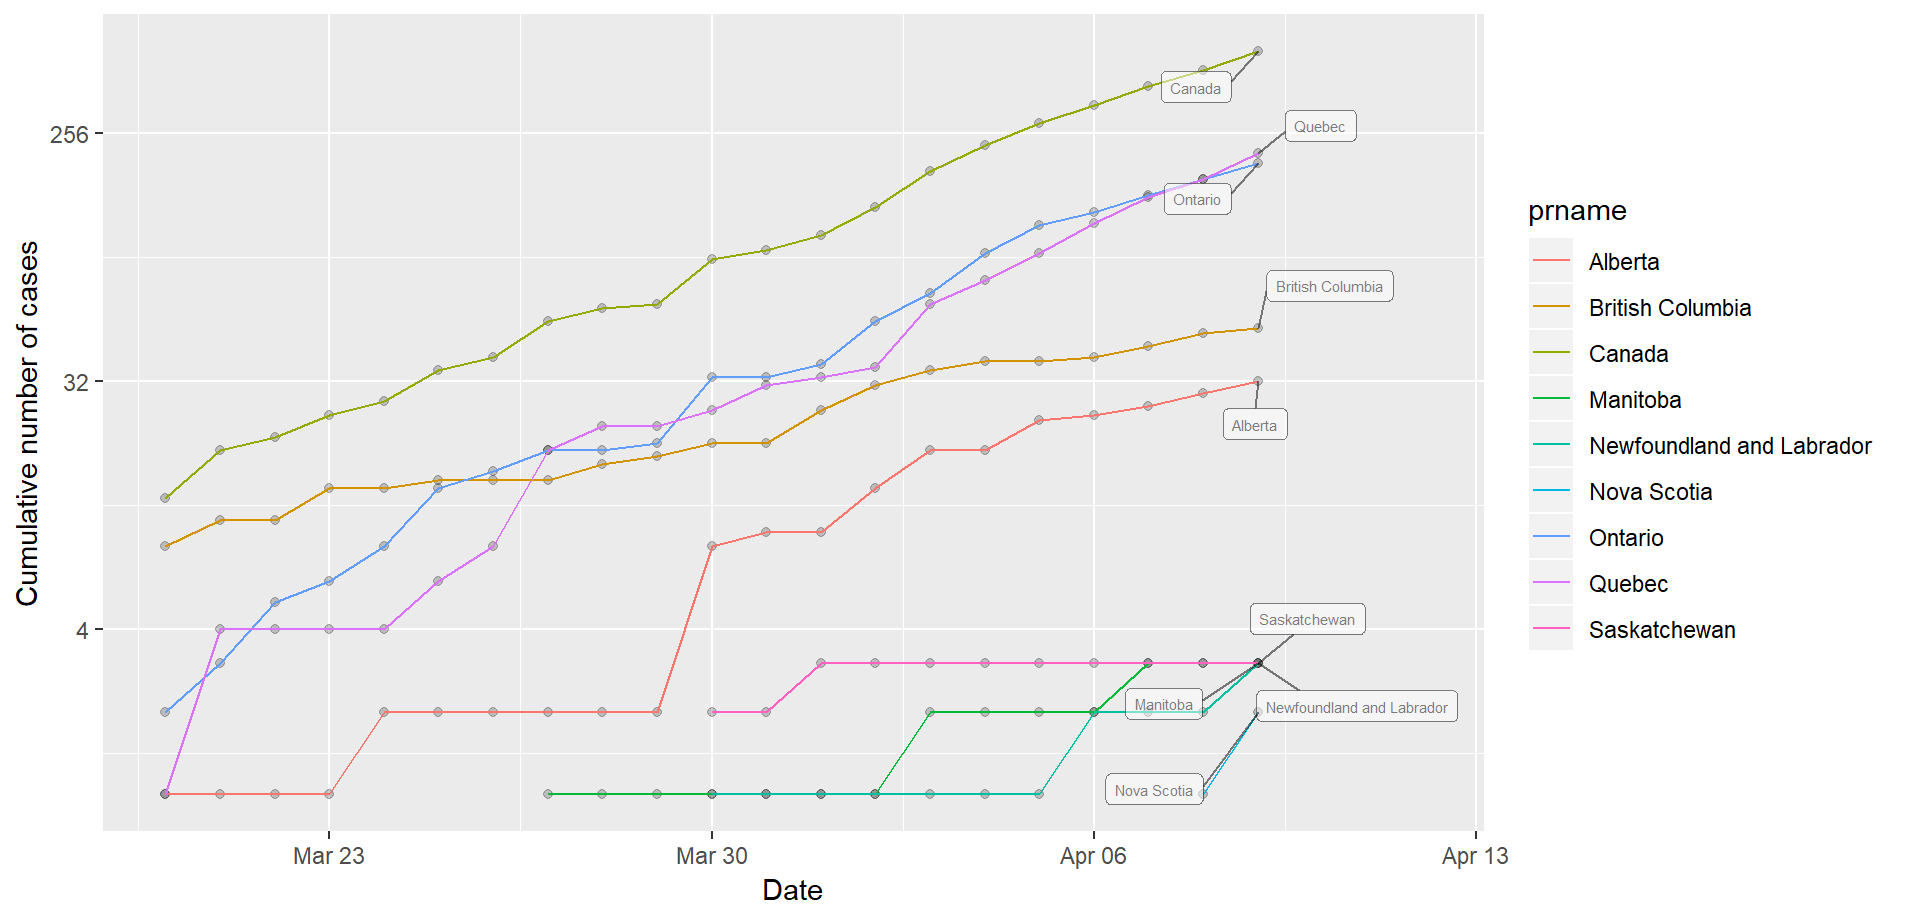 Cumulative number of cases
256
32
4
Canada
Quebec
Ontario
British Columbia
Alberta
Saskatchewan
Manitoba
Newfoundland and Labrador
Nova Scotia
Mar 23
Mar 30
Apr 06
Apr 13
Date
prname
Alberta
British Columbia
Canada
Manitoba
Newfoundland and Labrador
Nova Scotia
Ontario
Quebec
Saskatchewan